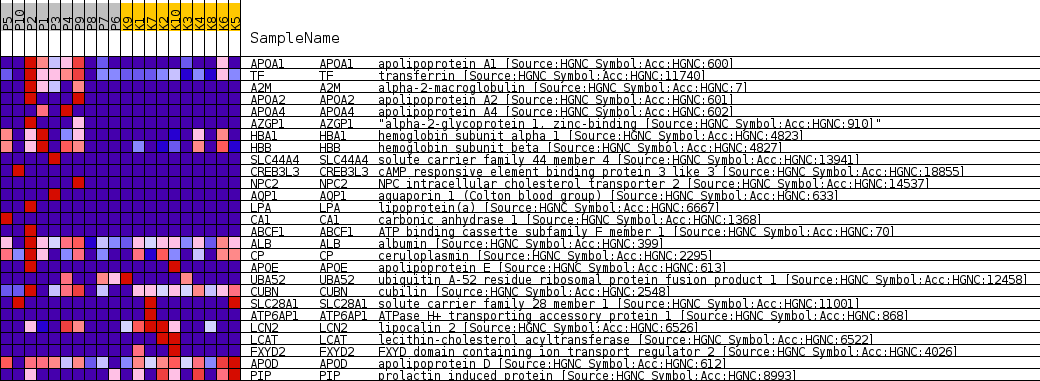 P5 P10 P2 P1 P3 P4 P9 P8 P7 P6 K9 K1 K7 K2 K10 K3 K4 K8 K6 K5
SampleName
APOA1 APOA1 apolipoprotein A1 [Source:HGNC Symbol;Acc:HGNC:600]
TF TF transferrin [Source:HGNC Symbol;Acc:HGNC:11740]
A2M A2M alpha-2-macroglobulin [Source:HGNC Symbol;Acc:HGNC:7]
APOA2 APOA2 apolipoprotein A2 [Source:HGNC Symbol;Acc:HGNC:601]
APOA4 APOA4 apolipoprotein A4 [Source:HGNC Symbol;Acc:HGNC:602]
AZGP1 AZGP1 "alpha-2-glycoprotein 1, zinc-binding [Source:HGNC Symbol;Acc:HGNC:910]"
HBA1 HBA1 hemoglobin subunit alpha 1 [Source:HGNC Symbol;Acc:HGNC:4823]
HBB HBB hemoglobin subunit beta [Source:HGNC Symbol;Acc:HGNC:4827]
SLC44A4 SLC44A4 solute carrier family 44 member 4 [Source:HGNC Symbol;Acc:HGNC:13941]
CREB3L3 CREB3L3 cAMP responsive element binding protein 3 like 3 [Source:HGNC Symbol;Acc:HGNC:18855]
NPC2 NPC2 NPC intracellular cholesterol transporter 2 [Source:HGNC Symbol;Acc:HGNC:14537]
AQP1 AQP1 aquaporin 1 (Colton blood group) [Source:HGNC Symbol;Acc:HGNC:633]
LPA LPA lipoprotein(a) [Source:HGNC Symbol;Acc:HGNC:6667]
CA1 CA1 carbonic anhydrase 1 [Source:HGNC Symbol;Acc:HGNC:1368]
ABCF1 ABCF1 ATP binding cassette subfamily F member 1 [Source:HGNC Symbol;Acc:HGNC:70]
ALB ALB albumin [Source:HGNC Symbol;Acc:HGNC:399]
CP CP ceruloplasmin [Source:HGNC Symbol;Acc:HGNC:2295]
APOE APOE apolipoprotein E [Source:HGNC Symbol;Acc:HGNC:613]
UBA52 UBA52 ubiquitin A-52 residue ribosomal protein fusion product 1 [Source:HGNC Symbol;Acc:HGNC:12458]
CUBN CUBN cubilin [Source:HGNC Symbol;Acc:HGNC:2548]
SLC28A1 SLC28A1 solute carrier family 28 member 1 [Source:HGNC Symbol;Acc:HGNC:11001]
ATP6AP1 ATP6AP1 ATPase H+ transporting accessory protein 1 [Source:HGNC Symbol;Acc:HGNC:868]
LCN2 LCN2 lipocalin 2 [Source:HGNC Symbol;Acc:HGNC:6526]
LCAT LCAT lecithin-cholesterol acyltransferase [Source:HGNC Symbol;Acc:HGNC:6522]
FXYD2 FXYD2 FXYD domain containing ion transport regulator 2 [Source:HGNC Symbol;Acc:HGNC:4026]
APOD APOD apolipoprotein D [Source:HGNC Symbol;Acc:HGNC:612]
PIP PIP prolactin induced protein [Source:HGNC Symbol;Acc:HGNC:8993]